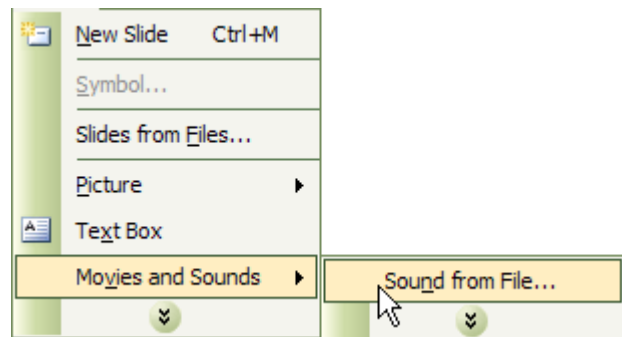 New Slide Ctrl+M
Symbol...
Slides from Files...
Picture
Text Box
Movies and Sounds
Sound from File...